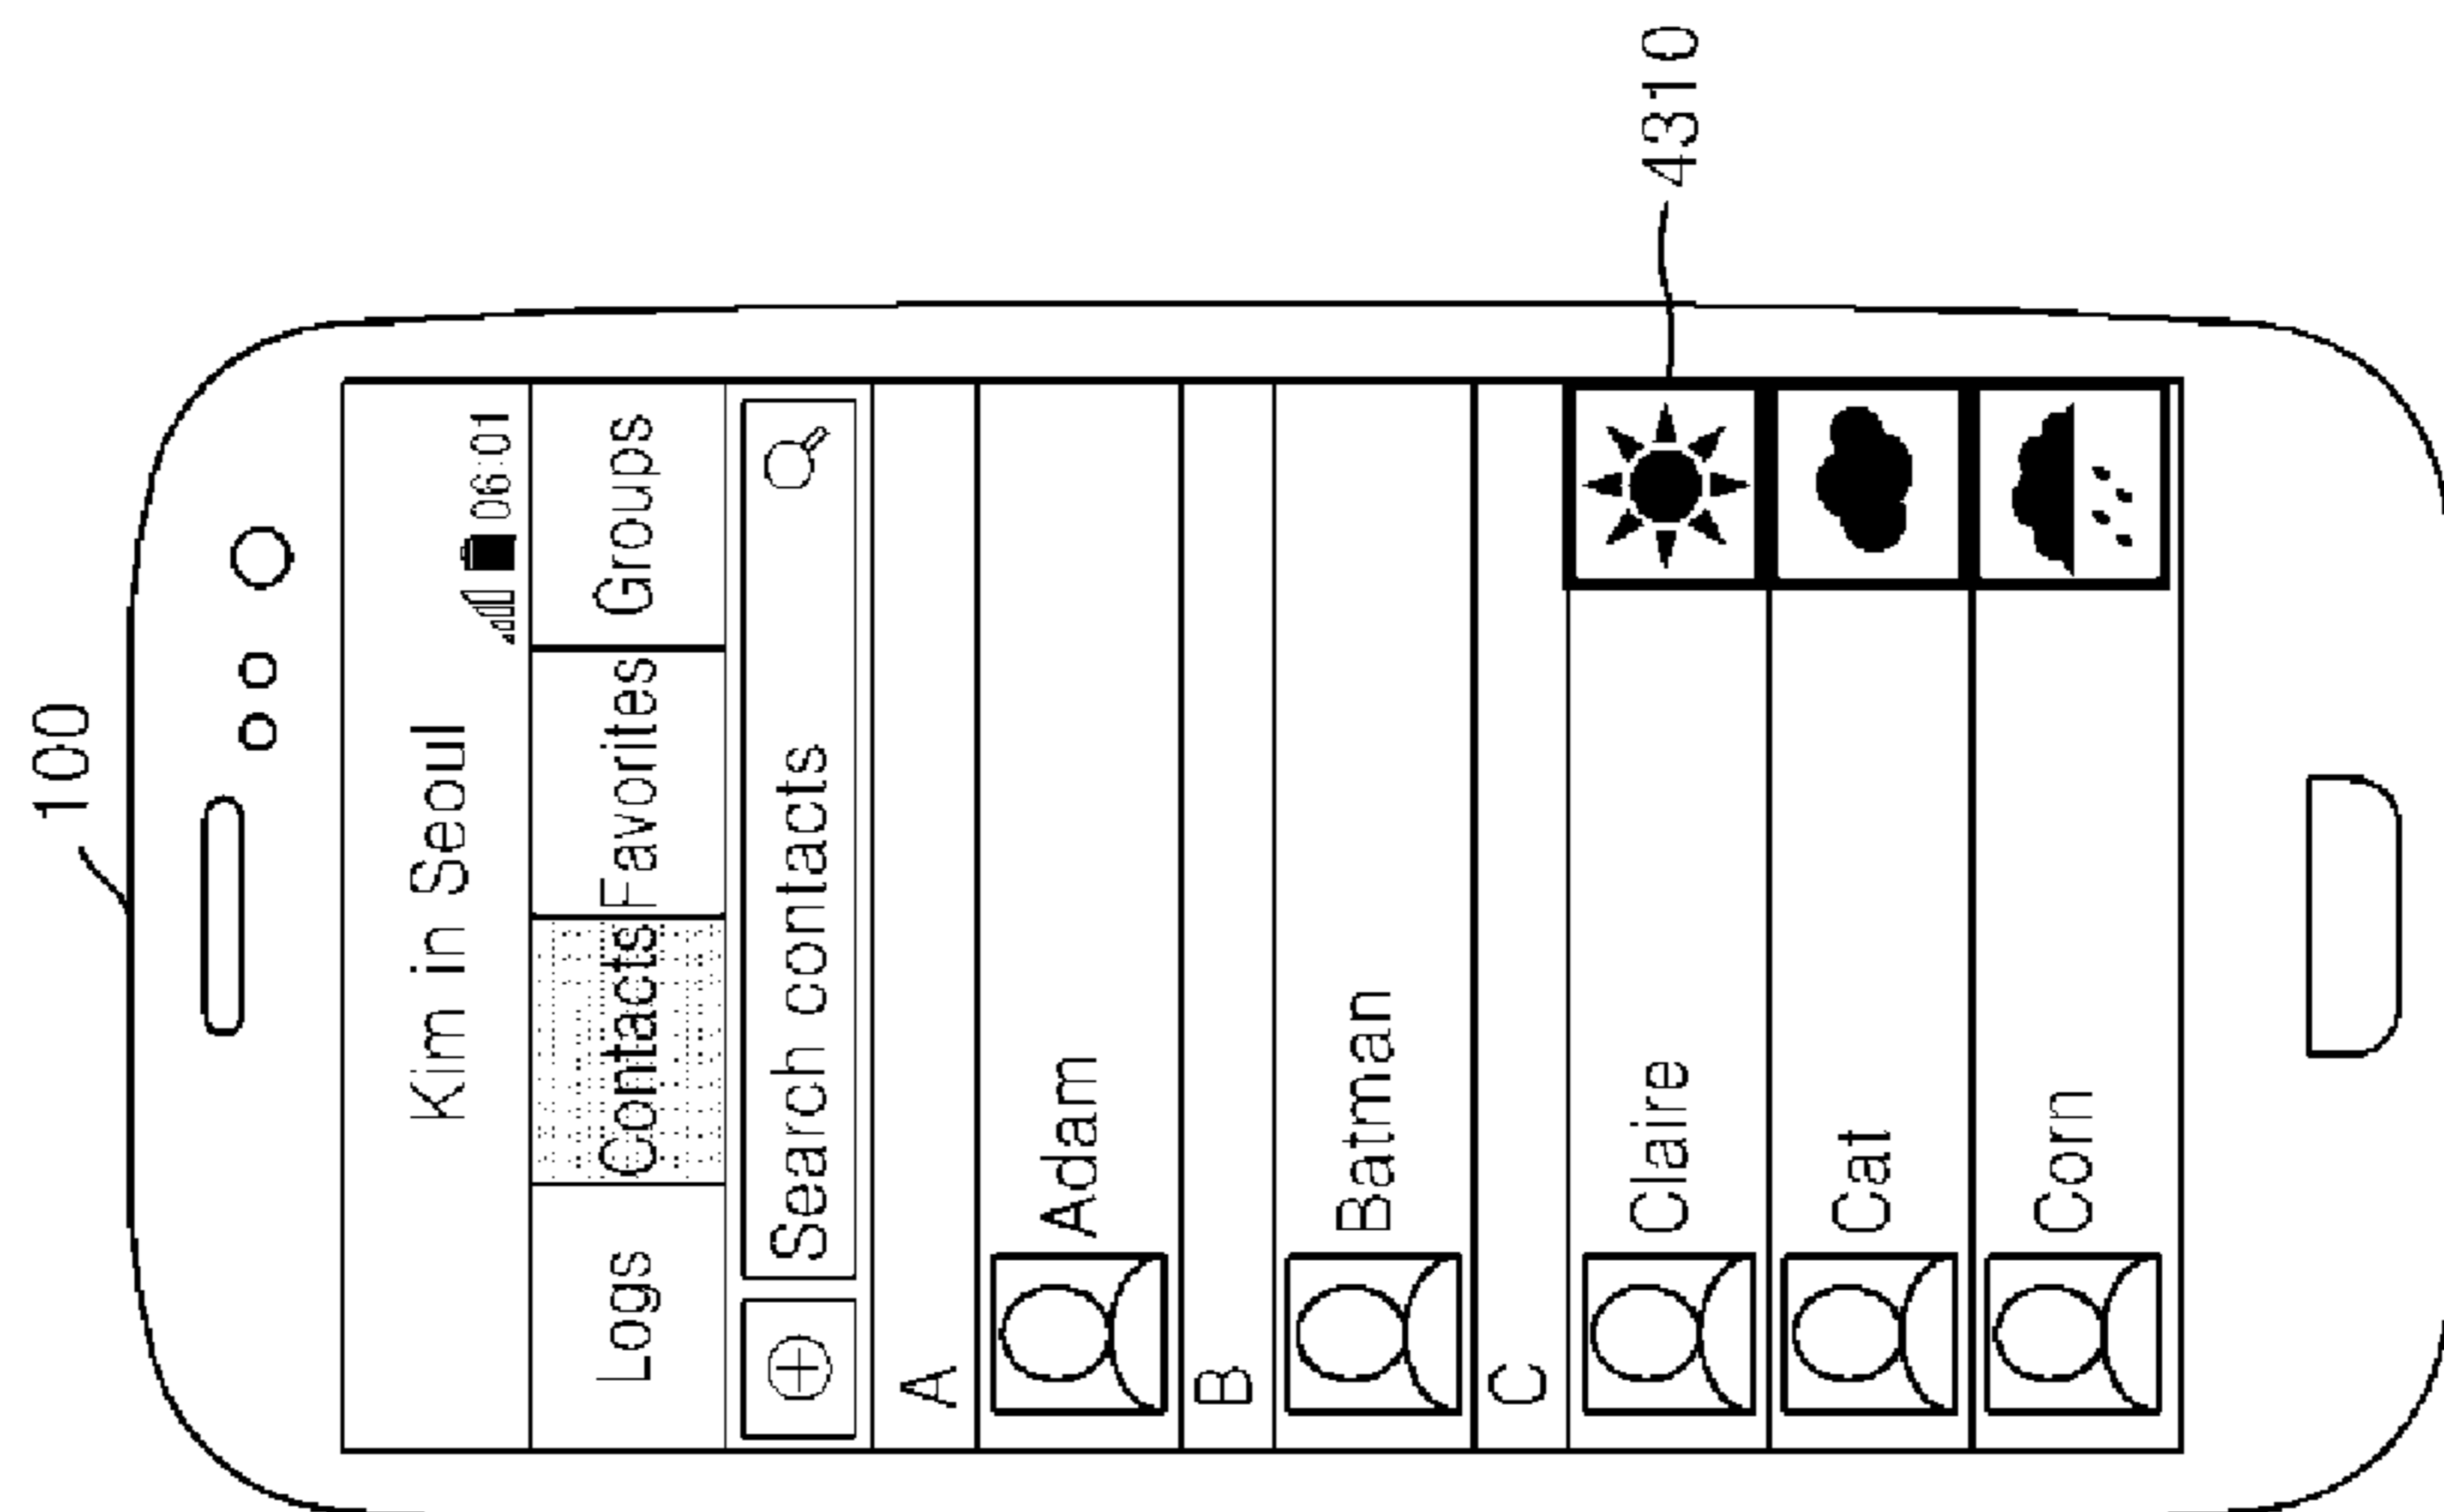 100
Kim in Seoul
06:01
Logs Contacts Favorites Groups
Search contacts
A
Adam
B
Batman
C
Claire
4310
Cat
Corn